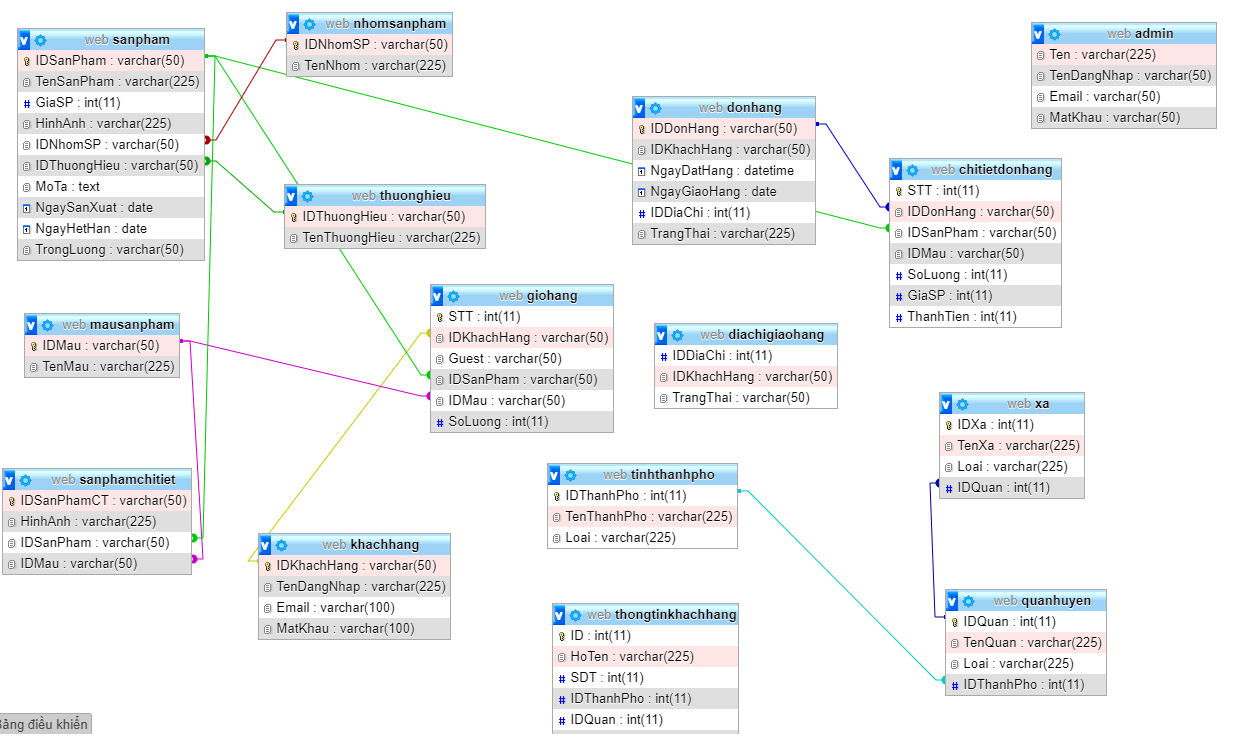 web sanpham
IDSanPham : varchar(50)
TenSanPham : varchar(225)
GiaSP : int(11)
HinhAnh : varchar(225)
IDNhomSP : varchar(50)
IDThuongHieu : varchar(50)
MoTa : text
NgaySanXuat : date
NgayHetHan : date
TrongLuong : varchar(50)
web nhomsanpham
IDNhomSP : varchar(50)
TenNhom : varchar(225)
web admin
Ten : varchar(225)
TenDangNhap : varchar(50)
Email : varchar(50)
MatKhau : varchar(50)
web donhang
IDDonHang : varchar(50)
IDKhachHang : varchar(50)
NgayDatHang : datetime
NgayGiaoHang : date
IDDiaChi : int(11)
TrangThai : varchar(225)
web chitietdonhang
STT : int(11)
IDDonHang : varchar(50)
IDSanPham : varchar(50)
IDMau : varchar(50)
SoLuong : int(11)
GiaSP : int(11)
ThanhTien : int(11)
web thuonghieu
IDThuongHieu : varchar(50)
TenThuongHieu : varchar(225)
web giohang
STT : int(11)
IDKhachHang : varchar(50)
Guest : varchar(50)
IDSanPham : varchar(50)
IDMau : varchar(50)
SoLuong : int(11)
web mausanpham
IDMau : varchar(50)
TenMau : varchar(225)
web diachigiaohang
IDDiaChi : int(11)
IDKhachHang : varchar(50)
TrangThai : varchar(50)
web xa
IDXa : int(11)
TenXa : varchar(225)
Loai : varchar(225)
IDQuan : int(11)
web sanphamchitiet
IDSanPhamCT : varchar(50)
HinhAnh : varchar(225)
IDSanPham : varchar(50)
IDMau : varchar(50)
web tinhthanhpho
IDThanhPho : int(11)
TenThanhPho : varchar(225)
Loai : varchar(225)
web khachhang
IDKhachHang : varchar(50)
TenDangNhap : varchar(225)
Email : varchar(100)
MatKhau : varchar(100)
web thongtinkhachhang
ID : int(11)
HoTen : varchar(225)
SDT : int(11)
IDThanhPho : int(11)
IDQuan : int(11)
web quanhuyen
IDQuan : int(11)
TenQuan : varchar(225)
Loai : varchar(225)
IDThanhPho : int(11)
Bảng điều khiển